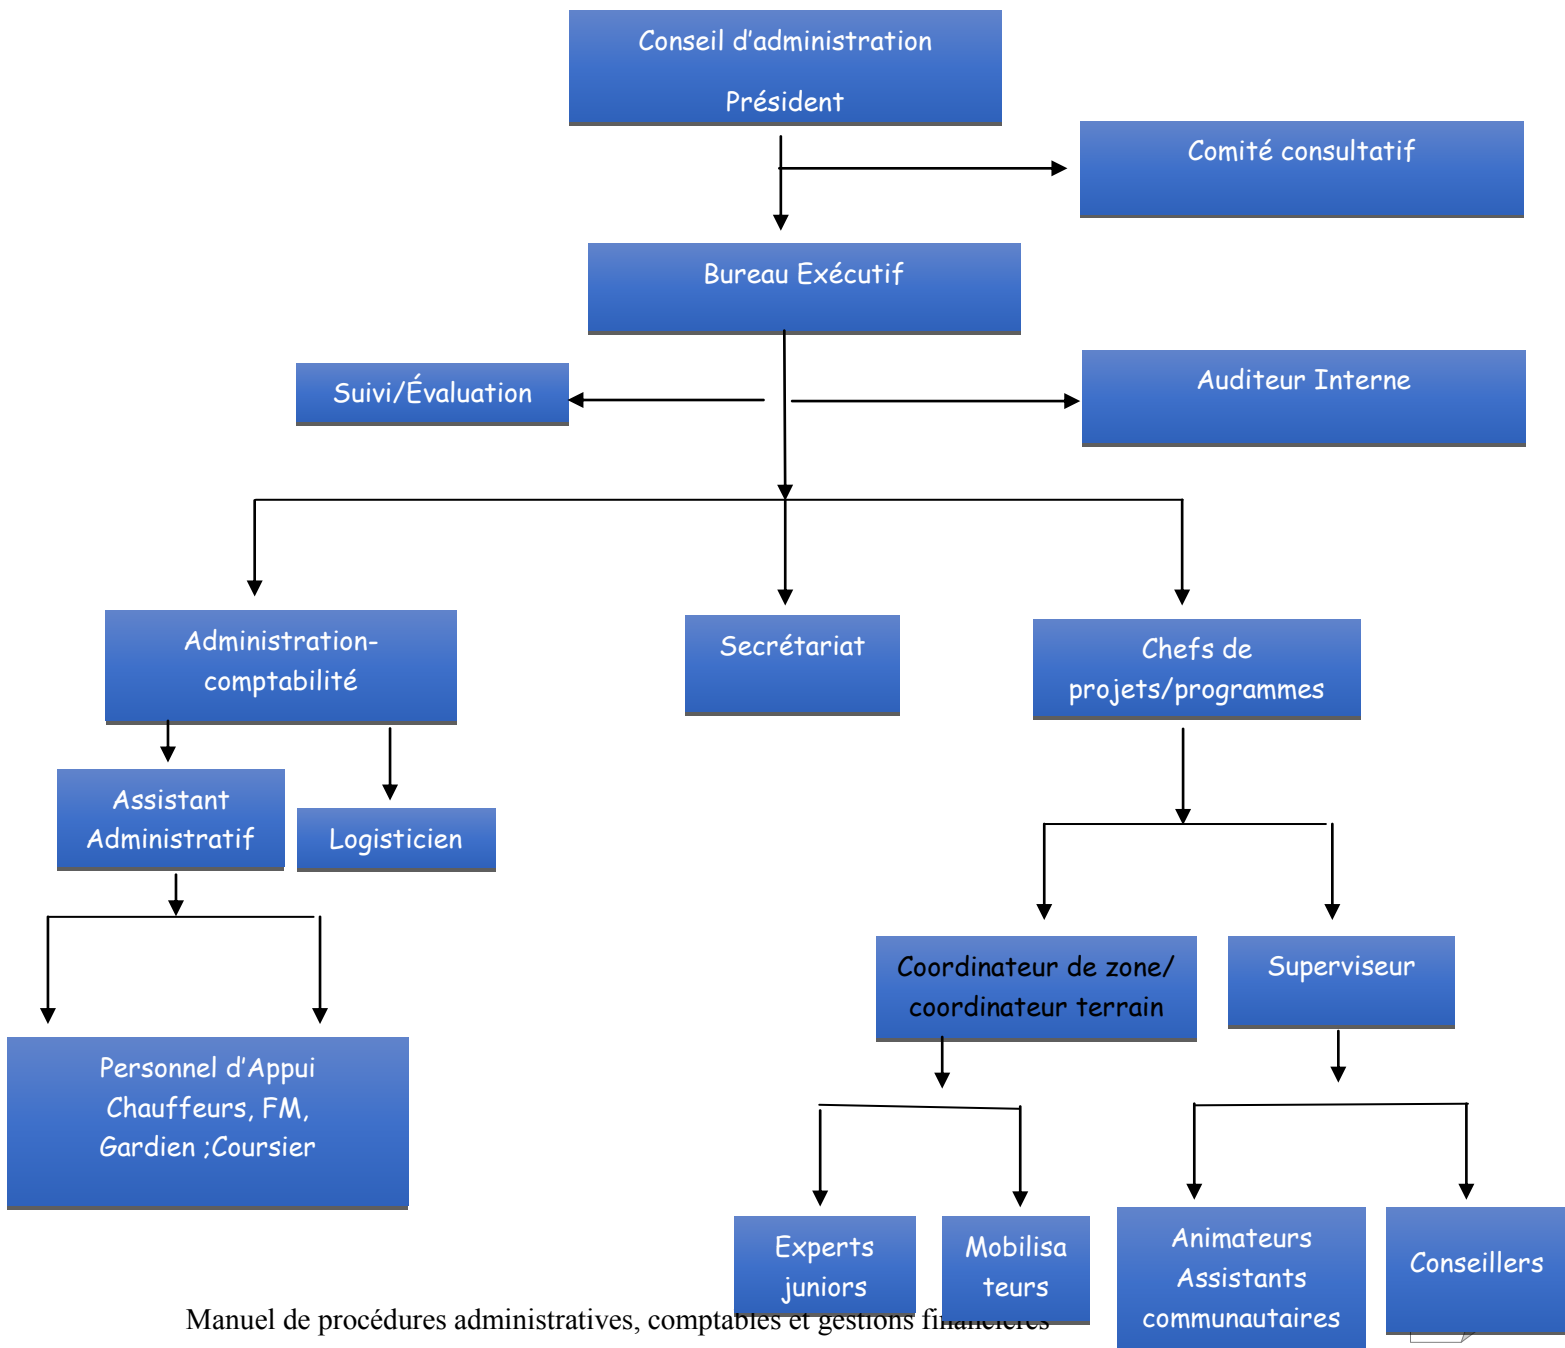 Conseil d’administration
Président
Comité consultatif
Bureau Exécutif
Suivi/Évaluation
Auditeur Interne
Administration-
comptabilité
Secrétariat
Chefs de
projets/programmes
Assistant
Administratif
Logisticien
Coordinateur de zone/
coordinateur terrain
Superviseur
Personnel d’Appui
Chauffeurs, FM,
Gardien ;Coursier
Experts
juniors
Mobilisa
teurs
Animateurs
Assistants
communautaires
Conseillers
Manuel de procédures administratives, comptables et gestions financières